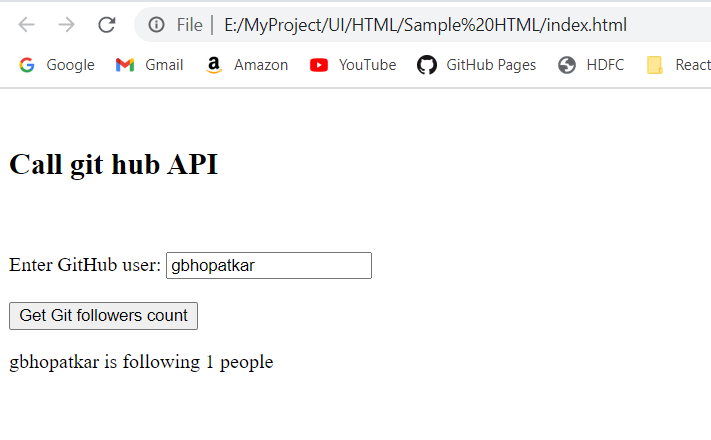 File | E:/MyProject/UI/HTML/Sample%20HTML/index.html
Google Gmail Amazon YouTube GitHub Pages HDFC React
Call git hub API
Enter GitHub user: gbhopatkar
Get Git followers count
gbhopatkar is following 1 people